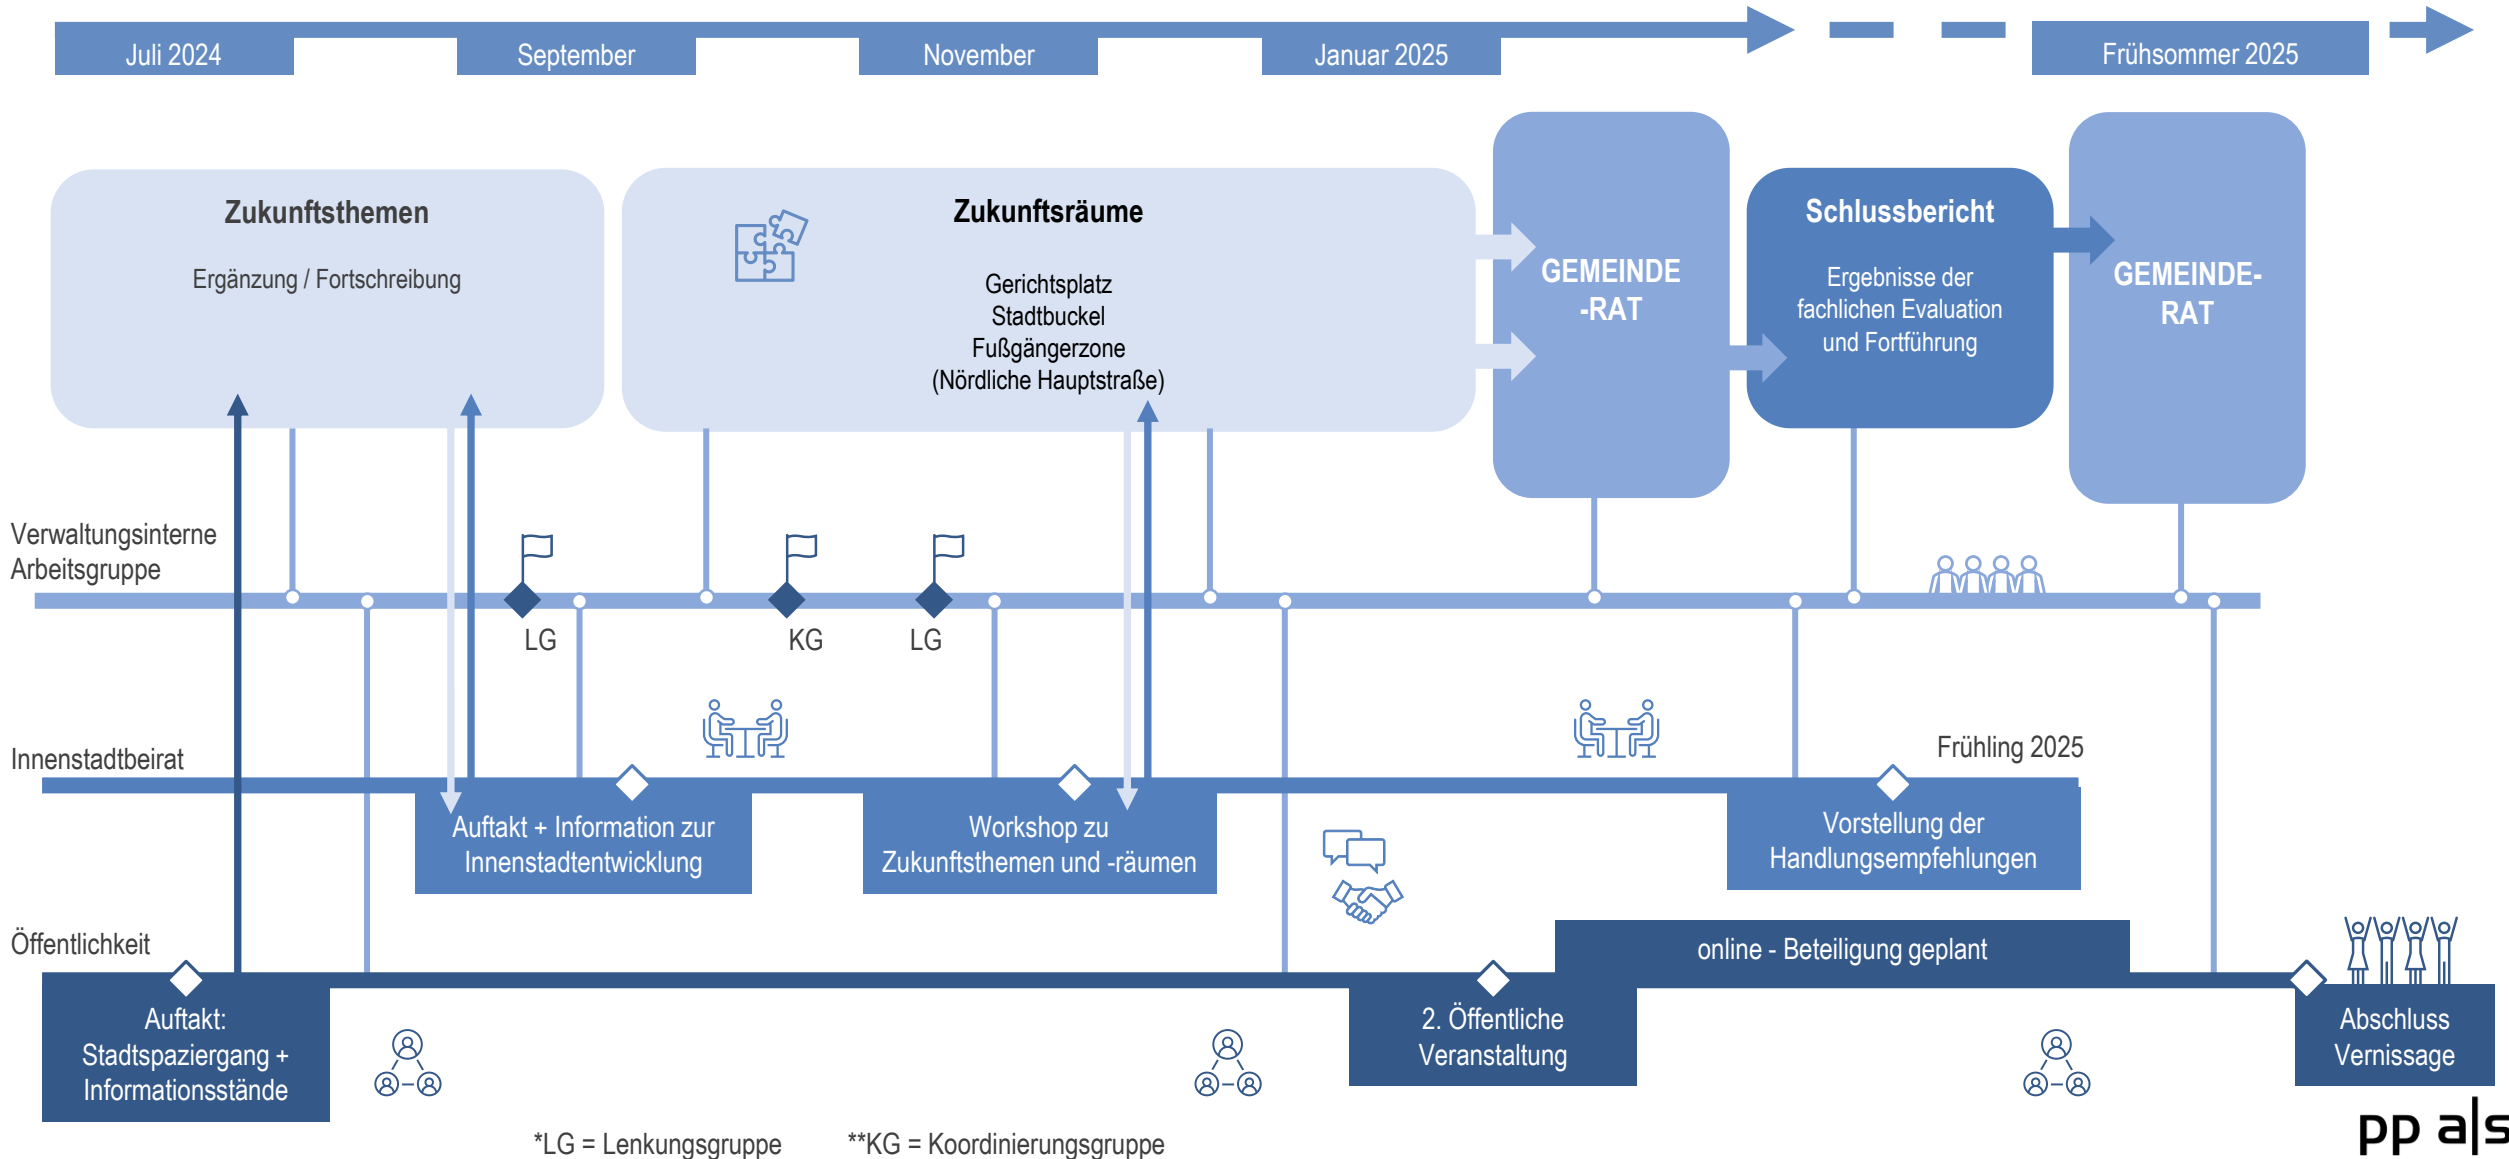 Juli 2024
September
November
Januar 2025
Frühsommer 2025
Zukunftsthemen
Ergänzung / Fortschreibung
Zukunftsräume
Gerichtsplatz
Stadtbuckel
Fußgängerzone
(Nördliche Hauptstraße)
GEMEINDE
-RAT
Schlussbericht
Ergebnisse der
fachlichen Evaluation
und Fortführung
GEMEINDE-
RAT
Verwaltungsinterne
Arbeitsgruppe
LG
KG
LG
Innenstadtbeirat
Frühling 2025
Auftakt + Information zur
Innenstadtentwicklung
Workshop zu
Zukunftsthemen und -räumen
Vorstellung der
Handlungsempfehlungen
Öffentlichkeit
online - Beteiligung geplant
Auftakt:
Stadtspaziergang +
Informationsstände
2. Öffentliche
Veranstaltung
Abschluss
Vernissage
*LG = Lenkungsgruppe
**KG = Koordinierungsgruppe
pp a|s